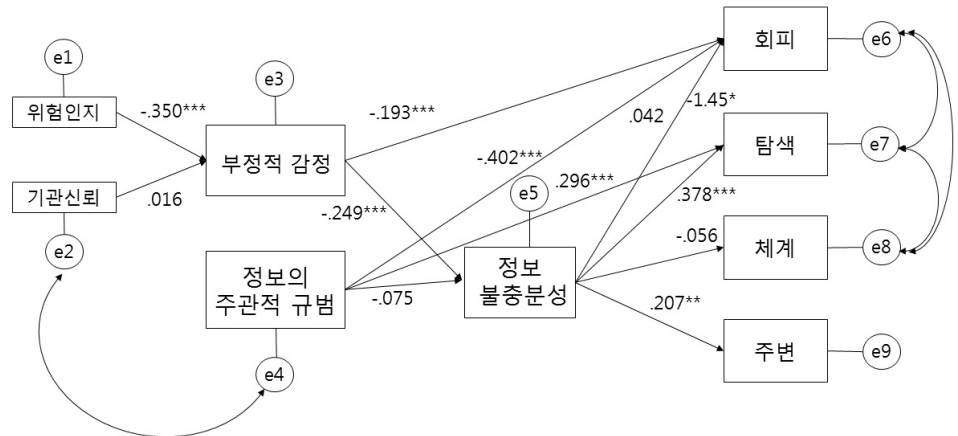 e1
위험인지
-.350***
기관신뢰
.016
e2
e3
부정적 감정
-.193***
-.249***
정보의
주관적 규범
e4
-.402***
-.075
.296***
.042
e5
정보
불충분성
-1.45*
.378***
-.056
.207**
회피
e6
탐색
e7
체계
e8
주변
e9